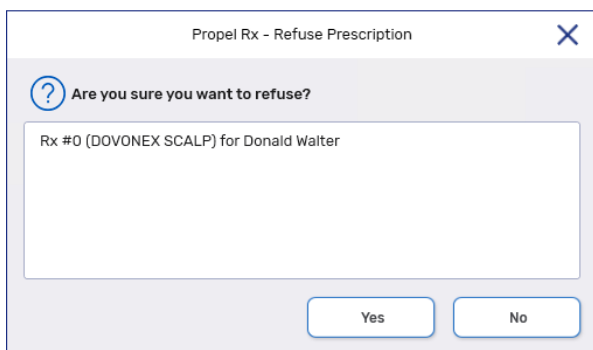 Propel Rx - Refuse Prescription
Are you sure you want to refuse?
Rx #0 (DOVONEX SCALP) for Donald Walter
Yes
No